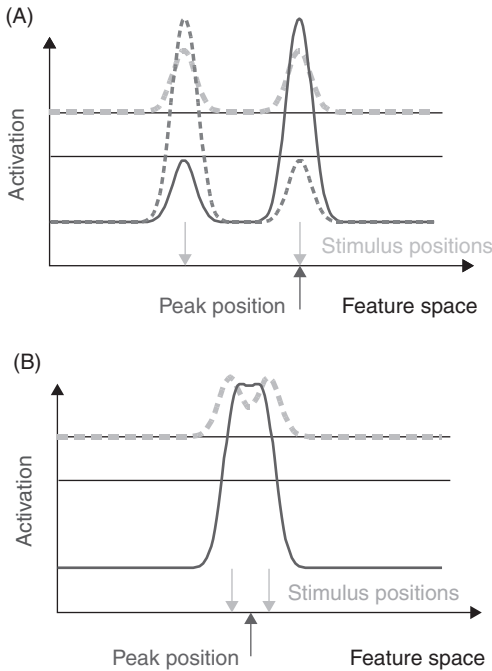 (A)
Activation
Stimulus positions
Peak position
Feature space
(B)
Activation
Stimulus positions
Peak position
Feature space